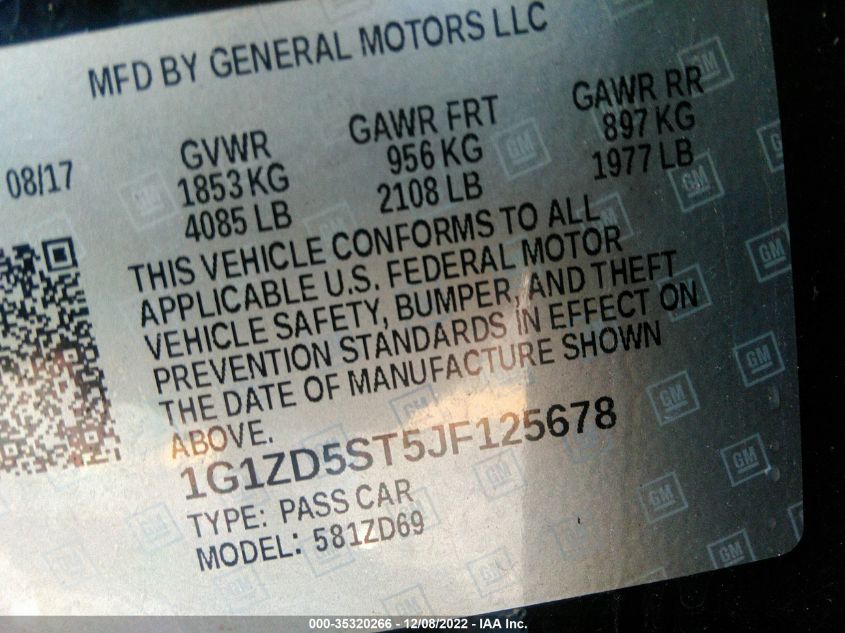 MFD BY GENERAL MOTORS LLC
08/17
GVWR
1853 KG
4085 LB
GAWR FRT
956 KG
2108 LB
GAWR RR
897 KG
1977 LB
THIS VEHICLE CONFORMS TO ALL
APPLICABLE U.S. FEDERAL MOTOR
VEHICLE SAFETY, BUMPER, AND THEFT
PREVENTION STANDARDS IN EFFECT ON
THE DATE OF MANUFACTURE SHOWN
ABOVE.
1G1ZD5ST5JF125678
TYPE: PASS CAR
MODEL: 581ZD69
GM
000-35320266 - 12/08/2022 - IAA Inc.